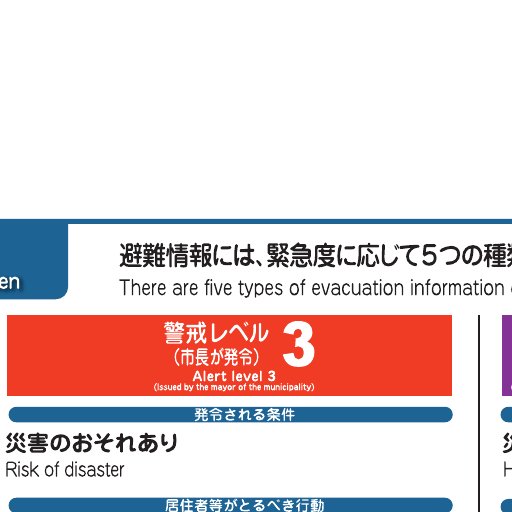 避難情報には、緊急度に応じて5つの種
There are five types of evacuation information
警戒レベル 3
(市長が発令)
Alert level 3
(Issued by the mayor of the municipality)
発令される条件
災害のおそれあり
Risk of disaster
居住者等がとるべき行動